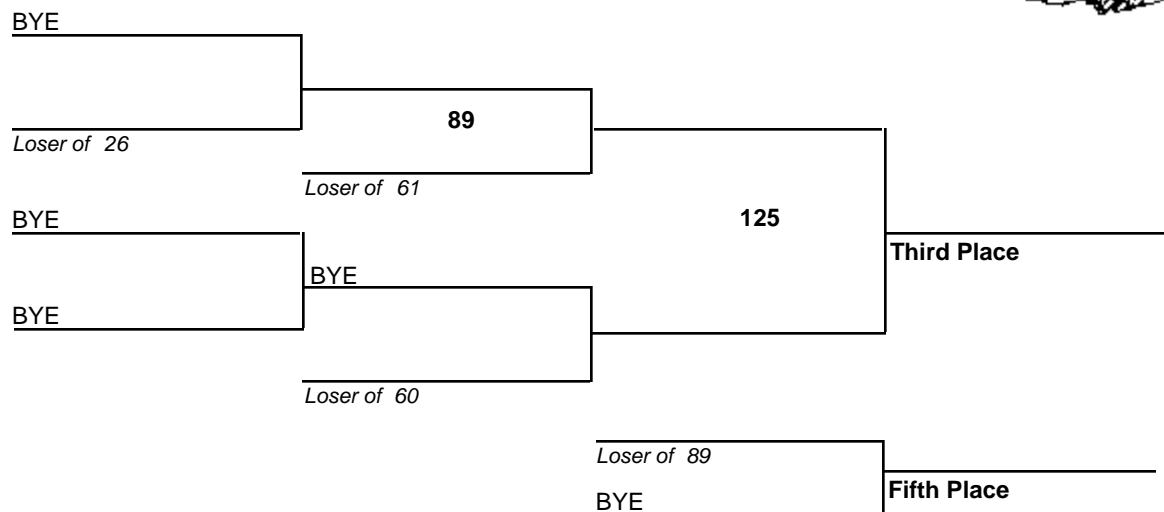 BYE
89
Loser of 26
Loser of 61
BYE
125
Third Place
BYE
BYE
Loser of 60
Loser of 89
Fifth Place
BYE